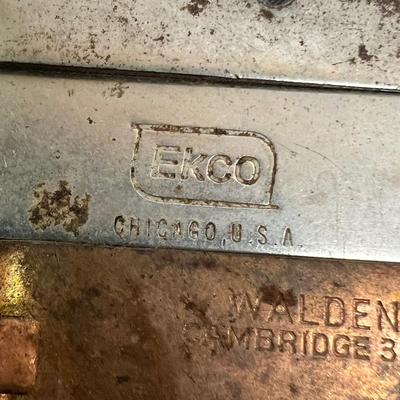 EKCO
CHICAGO, U.S.A.
WALDEN
CAMBRIDGE 3